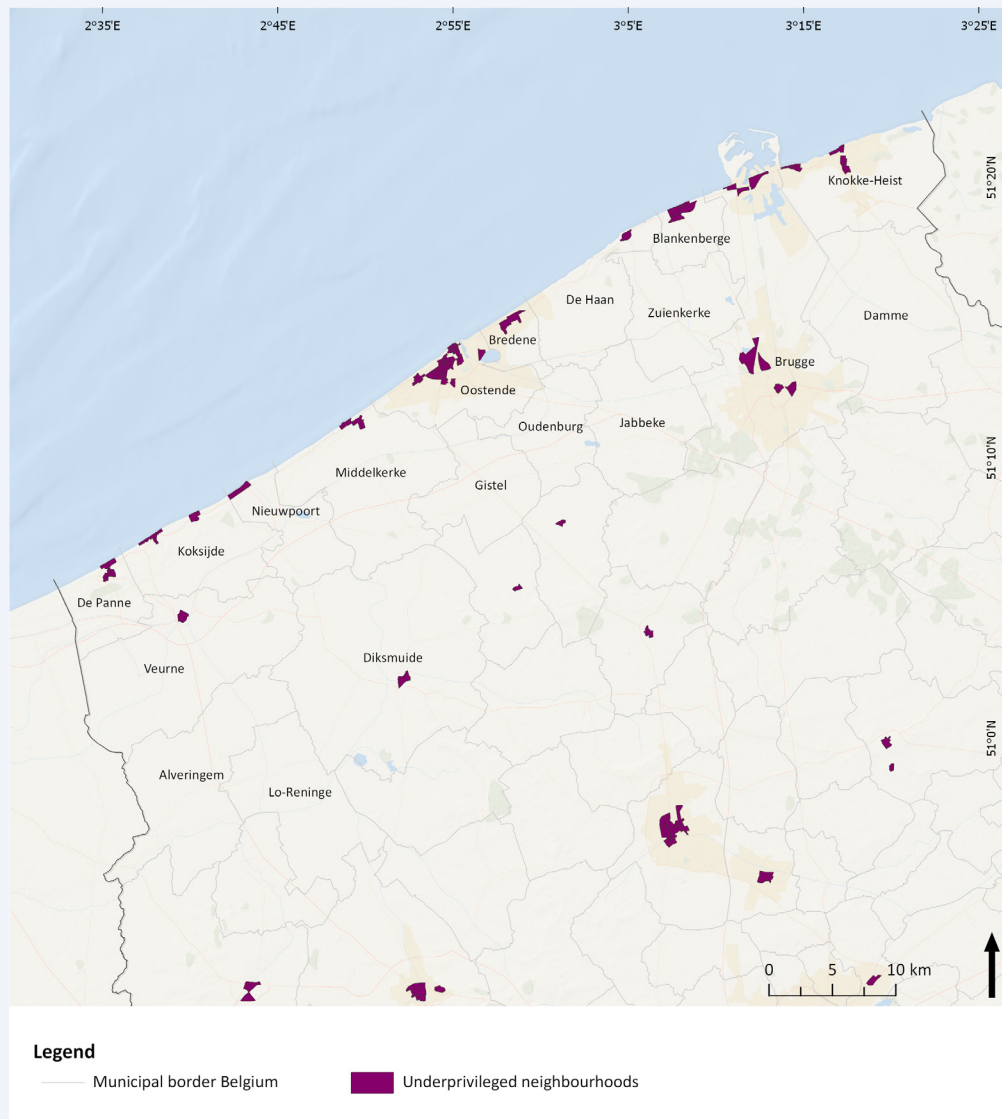 2°35'E 2°45'E 2°55'E 3°5'E 3°15'E 3°25'E
51°20'N
Knokke-Heist
Blankenberge
De Haan
Zuienkerke
Damme
Bredene
Brugge
Oostende
Oudenburg
Jabbeke
51°10'N
Middelkerke
Gistel
Nieuwpoort
Koksijde
De Panne
Diksmuide
Veurne
51°0'N
Alveringem
Lo-Reninge
0 5 10 km
Legend
Municipal border Belgium
Underprivileged neighbourhoods